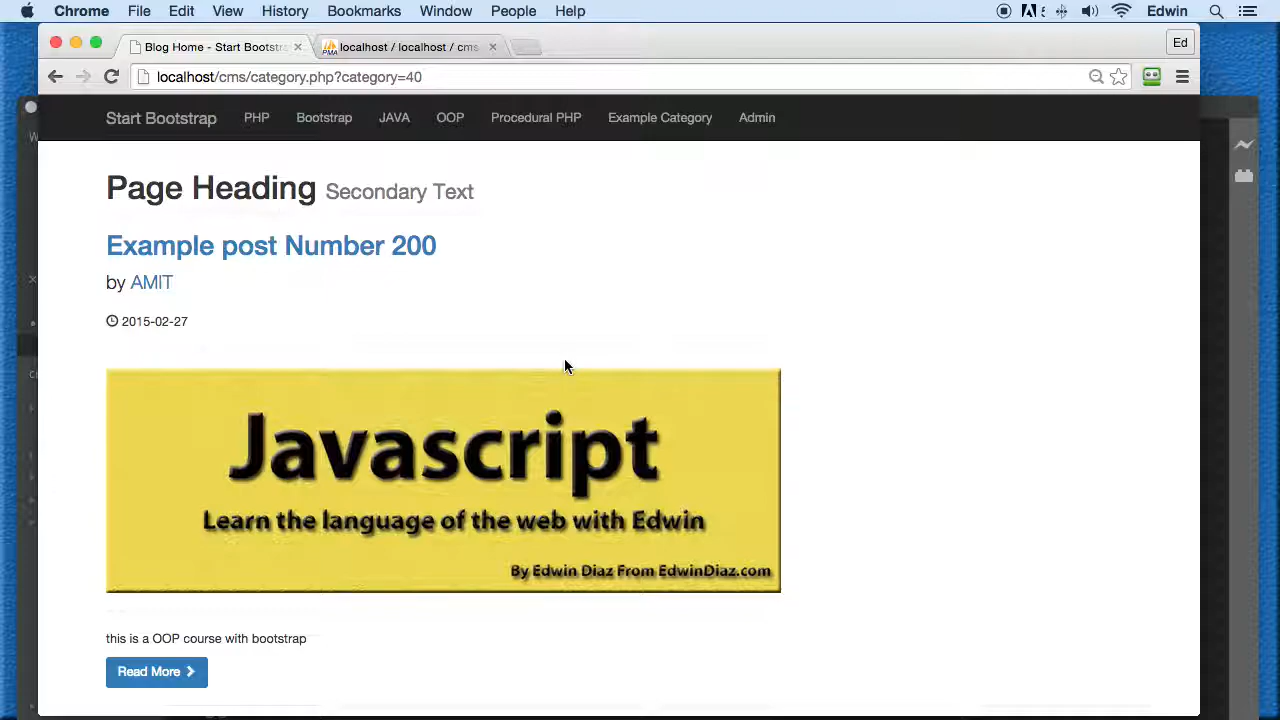 Chrome File Edit View History Bookmarks Window People Help Edwin
Blog Home - Start Bootstr localhost / localhost / cms Ed
localhost/cms/category.php?category=40
Start Bootstrap PHP Bootstrap JAVA OOP Procedural PHP Example Category Admin
Page Heading Secondary Text
Example post Number 200
by AMIT
2015-02-27
Javascript
Learn the language of the web with Edwin
By Edwin Diaz From EdwinDiaz.com
this is a OOP course with bootstrap
Read More